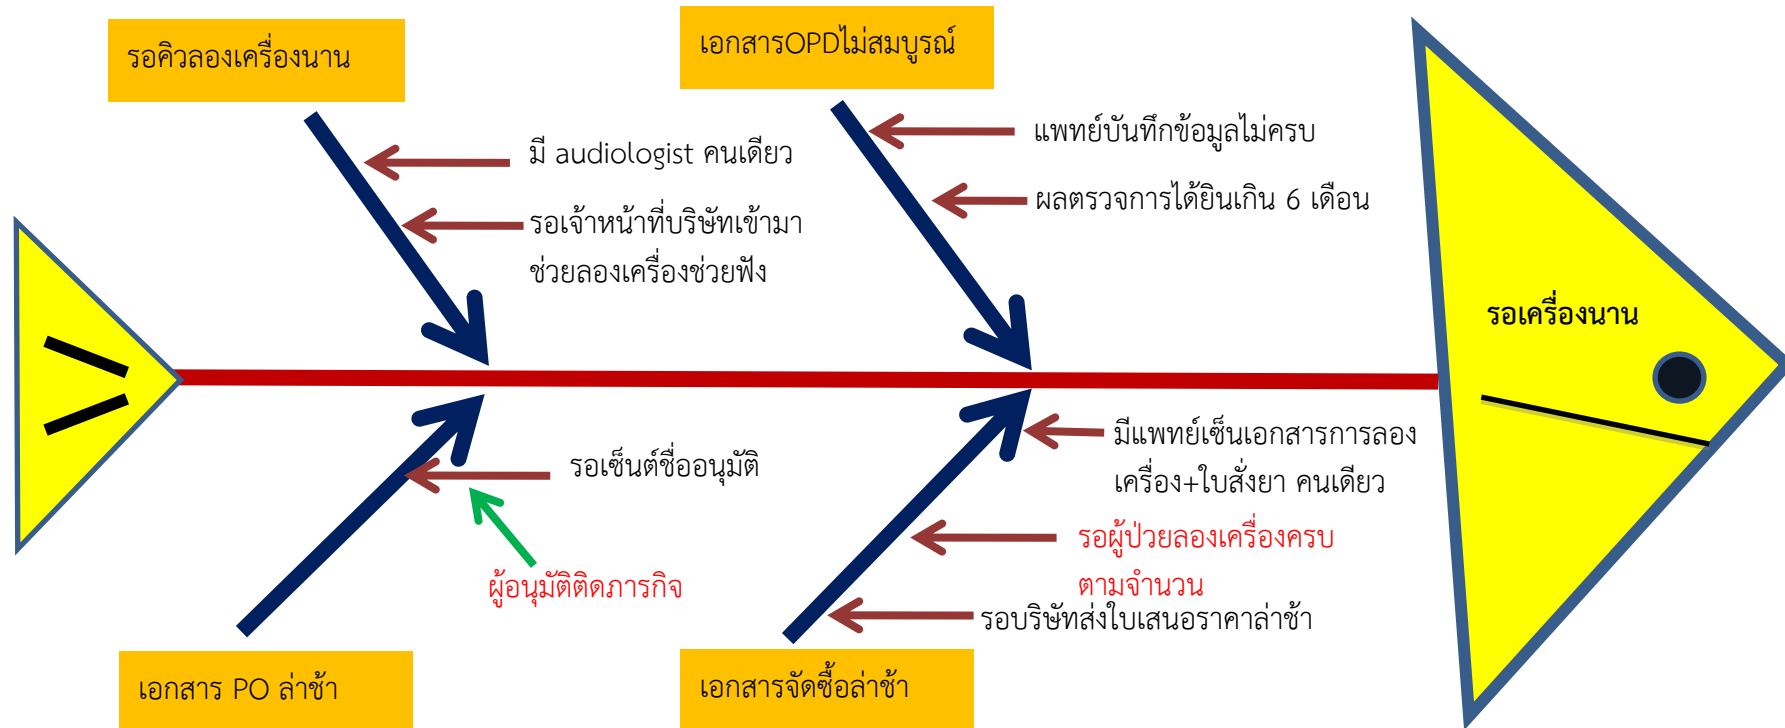 รอคิวลองเครื่องนาน
เอกสารOPDไม่สมบูรณ์
มี audiologist คนเดียว
รอเจ้าหน้าที่บริษัทเข้ามา
ช่วยลองเครื่องช่วยฟัง
แพทย์บันทึกข้อมูลไม่ครบ
ผลตรวจการได้ยินเกิน 6 เดือน
รอเครื่องนาน
รอเซ็นต์ชื่ออนุมัติ
ผู้อนุมัติติดภารกิจ
มีแพทย์เซ็นเอกสารการลอง
เครื่อง+ใบสั่งยา คนเดียว
รอผู้ป่วยลองเครื่องครบ
ตามจำนวน
รอบริษัทส่งใบเสนอราคาล่าช้า
เอกสาร PO ล่าช้า
เอกสารจัดซื้อล่าช้า